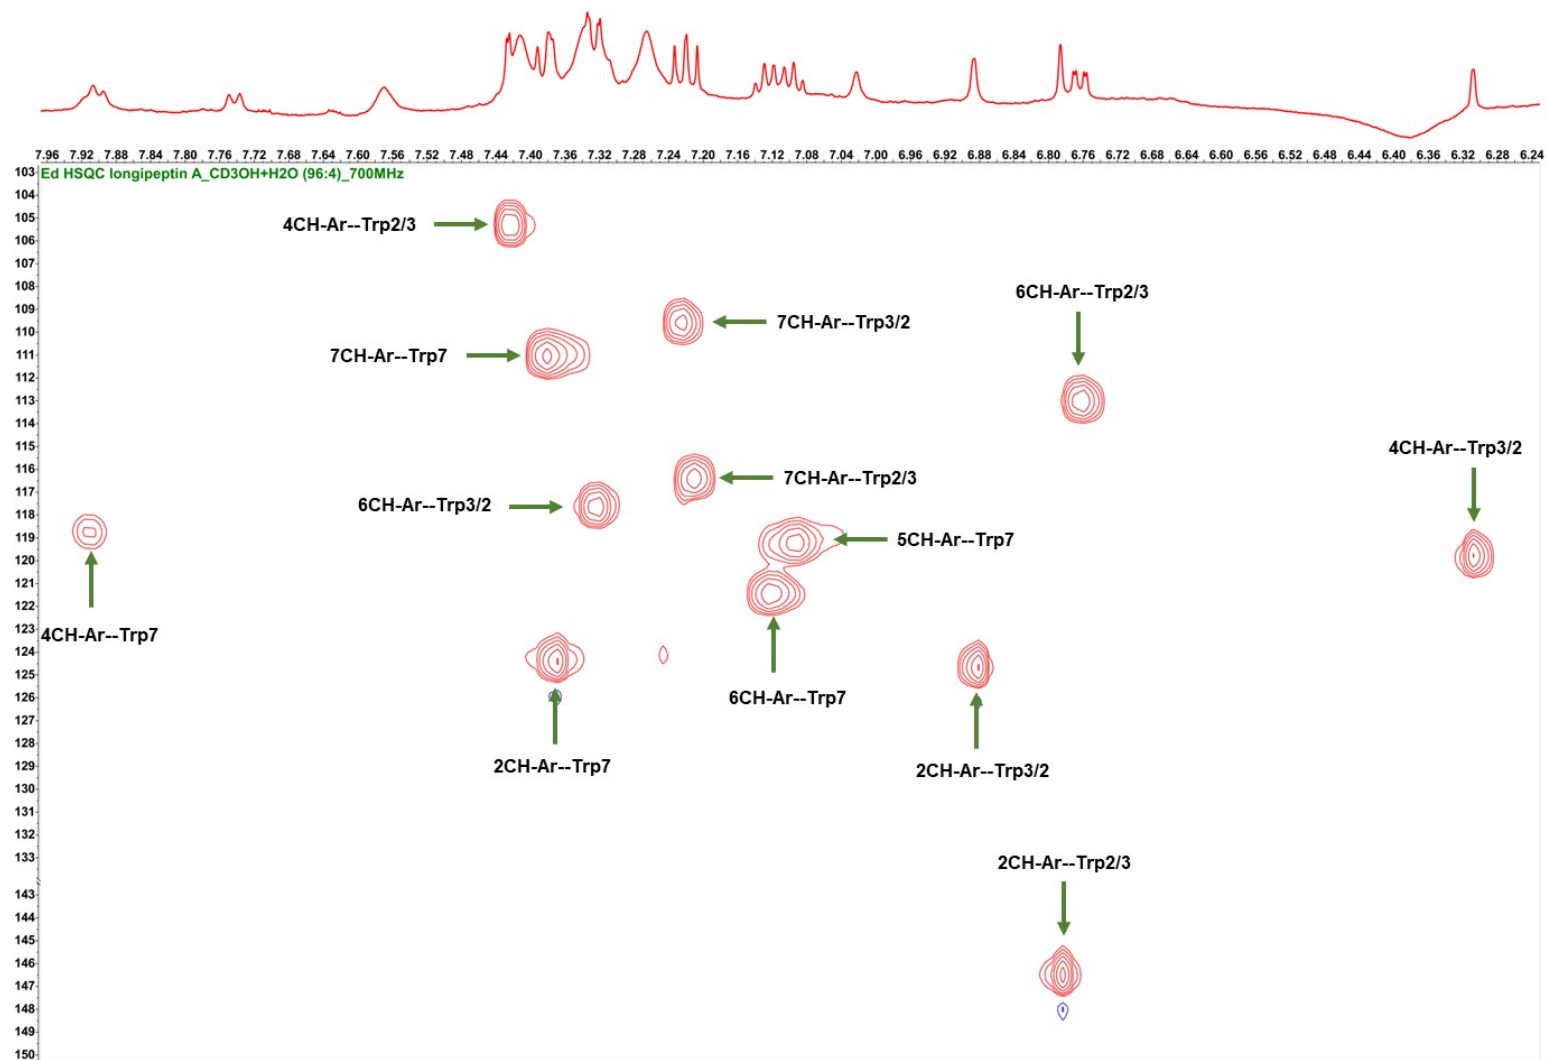 7.96 7.92 7.88 7.84 7.80 7.76 7.72 7.68 7.64 7.60 7.56 7.52 7.48 7.44 7.40 7.36 7.32 7.28 7.24 7.20 7.16 7.12 7.08 7.04 7.00 6.96 6.92 6.88 6.84 6.80 6.76 6.72 6.68 6.64 6.60 6.56 6.52 6.48 6.44 6.40 6.36 6.32 6.28 6.24
Ed HSQC longipeptin A_CD3OH+H2O (96:4)_700MHz
103
104
105
106
107
108
109
110
111
112
113
114
115
116
117
118
119
120
121
122
123
124
125
126
127
128
129
130
131
132
133
143
144
145
146
147
148
149
150
4CH-Ar--Trp2/3
6CH-Ar--Trp2/3
7CH-Ar--Trp3/2
7CH-Ar--Trp7
4CH-Ar--Trp3/2
7CH-Ar--Trp2/3
6CH-Ar--Trp3/2
5CH-Ar--Trp7
4CH-Ar--Trp7
6CH-Ar--Trp7
2CH-Ar--Trp7
2CH-Ar--Trp3/2
2CH-Ar--Trp2/3